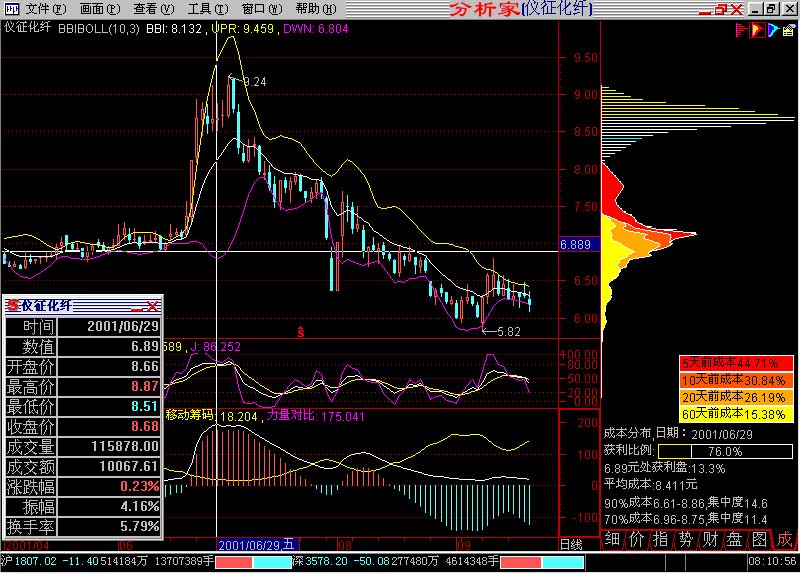 文件(F) 画面(P) 查看(V) 工具(T) 窗口(W) 帮助(H) 分析家[仪征化纤]
仪征化纤 BBIBOLL(10,3) BBI: 8.132 , UPR: 9.459 , DWN: 6.804
9.24
9.50
9.00
8.50
8.00
7.50
6.889
6.50
6.00
5.82
仪征化纤
时间 2001/06/29
数值 6.89
开盘价 8.66
最高价 8.87
最低价 8.51
收盘价 8.68
成交量 115878.00
成交额 10067.61
涨跌幅 0.23%
振幅 4.16%
换手率 5.79%
589, J: 86.252
400.00
80.00
50.00
20.00
移动筹码: 18.204 , 力量对比: 175.041
200
100
0
-100
5天前成本44.71%
10天前成本30.84%
20天前成本26.19%
60天前成本15.38%
成本分布,日期: 2001/06/29
获利比例: 76.0%
6.89元处获利盘:13.3%
平均成本:8.411元
90%成本6.61-8.86,集中度14.6
70%成本6.96-8.75,集中度11.4
2001/04 06 2001/06/29,五 08 09 日线
细 价 指 势 财 盘 图 成
沪1807.02 -11.40 514184万 13707389手 深3578.20 -50.08 277480万 4614348手 08:10:56